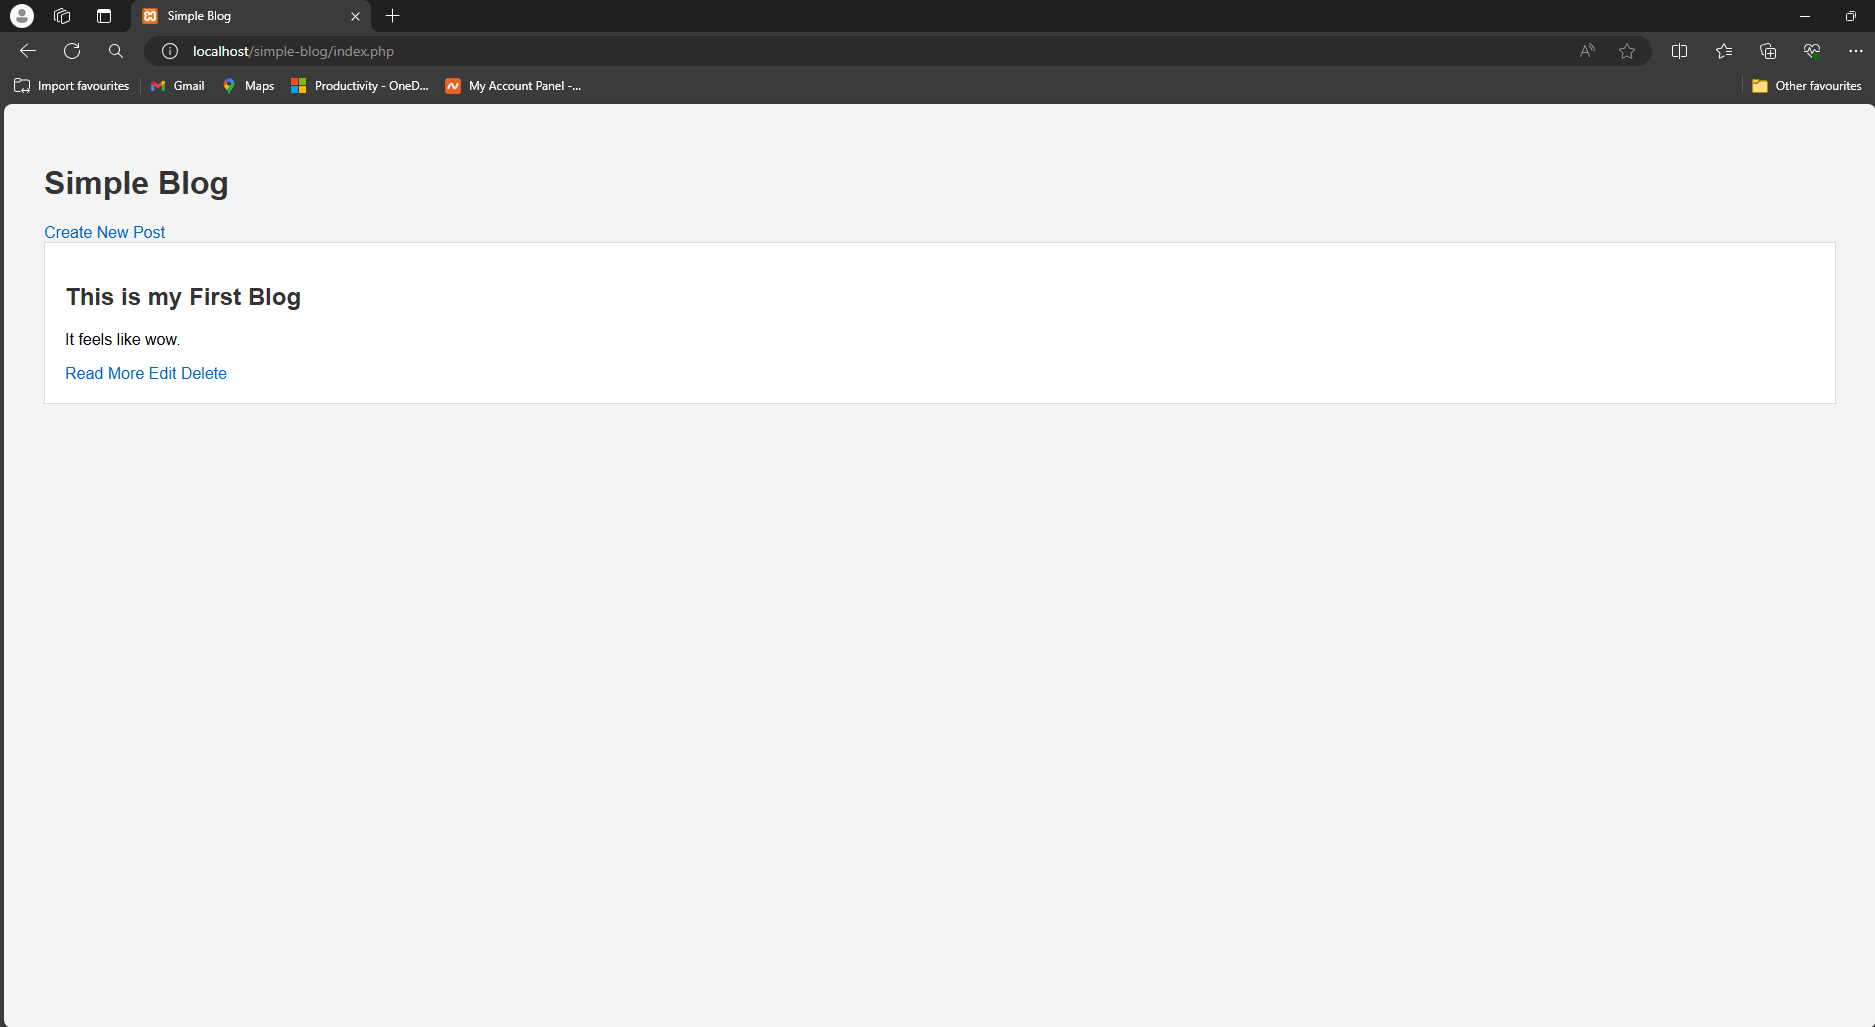 Simple Blog
localhost/simple-blog/index.php
Import favourites Gmail Maps Productivity - OneD... My Account Panel -... Other favourites
Simple Blog
Create New Post
This is my First Blog
It feels like wow.
Read More Edit Delete